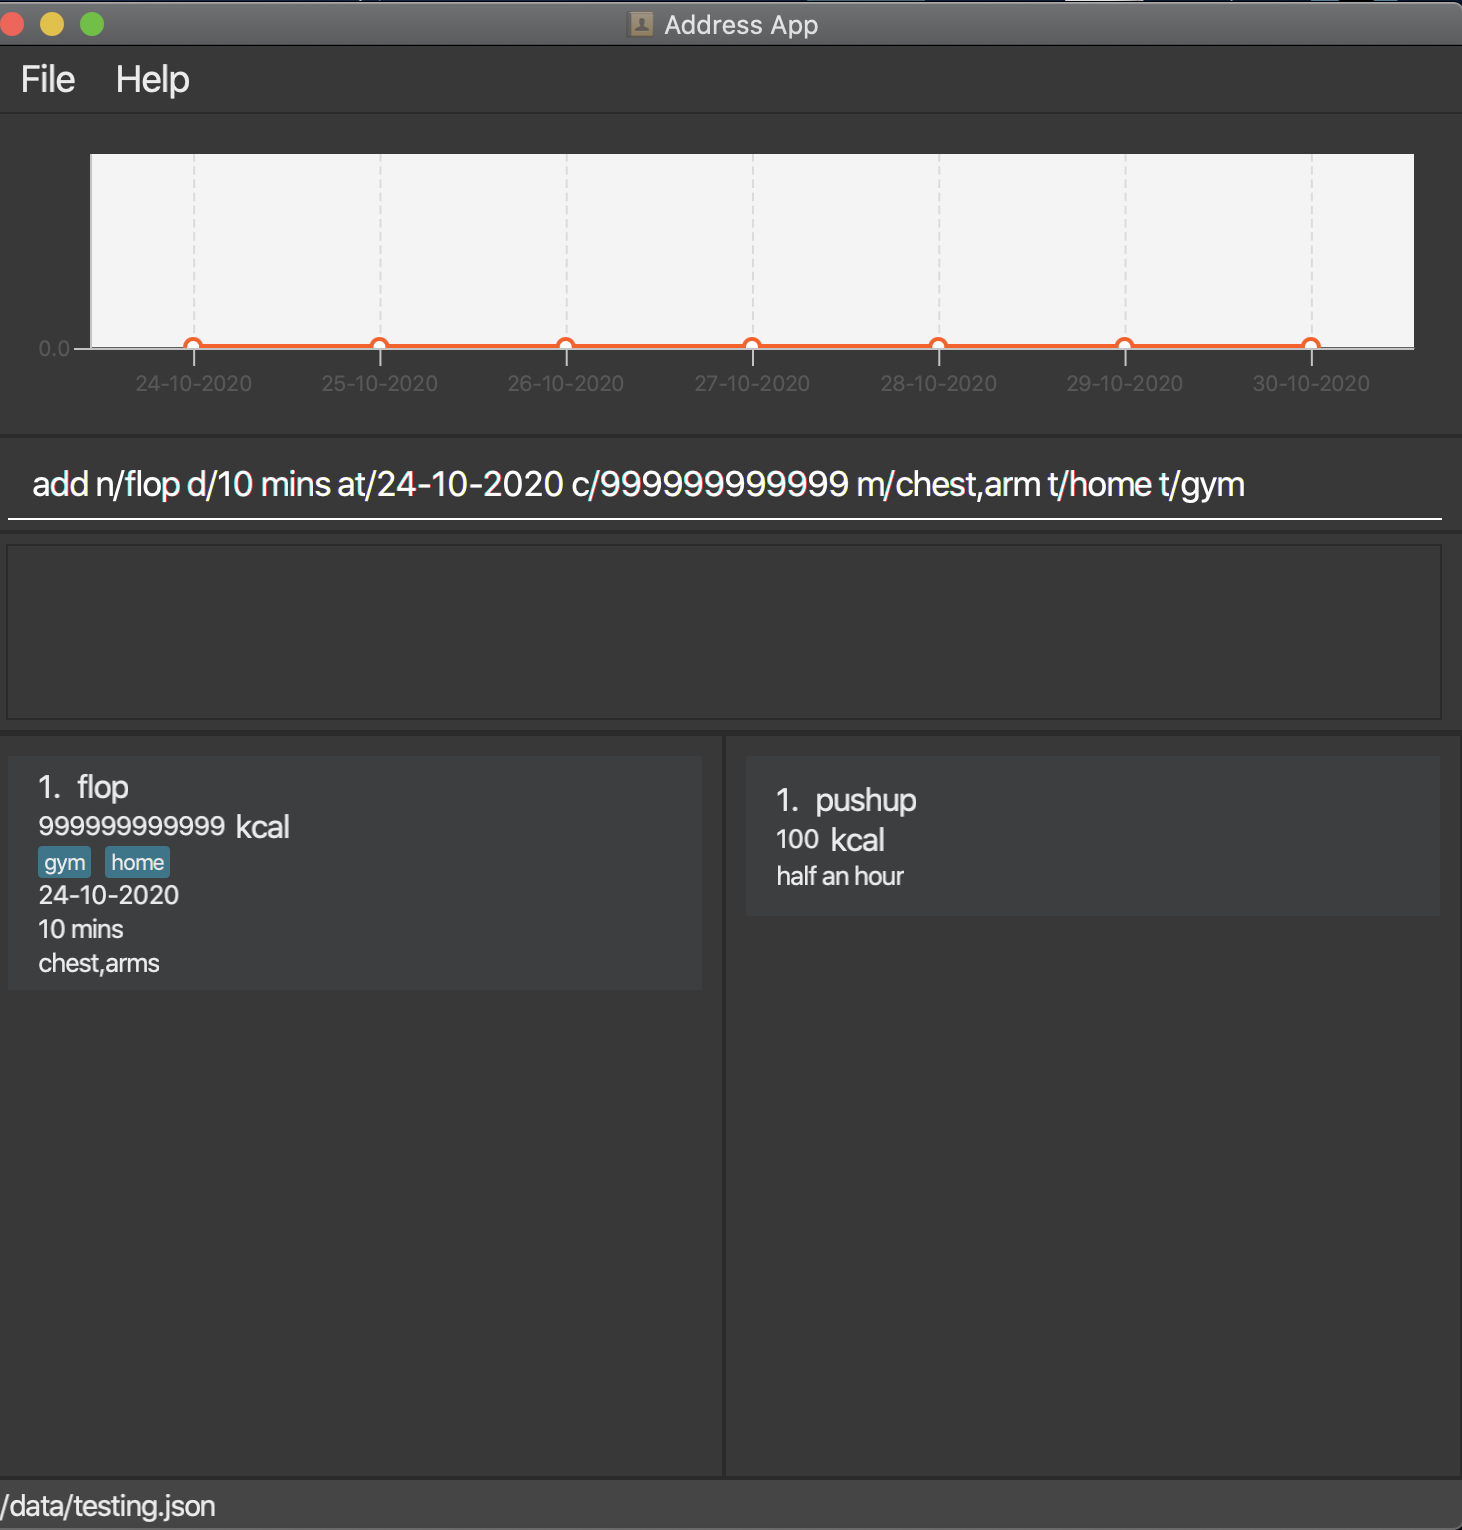 Address App
File Help
0.0
24-10-2020 25-10-2020 26-10-2020 27-10-2020 28-10-2020 29-10-2020 30-10-2020
add n/flop d/10 mins at/24-10-2020 c/999999999999 m/chest,arm t/home t/gym
1. flop
999999999999 kcal
gym home
24-10-2020
10 mins
chest,arms
1. pushup
100 kcal
half an hour
/data/testing.json